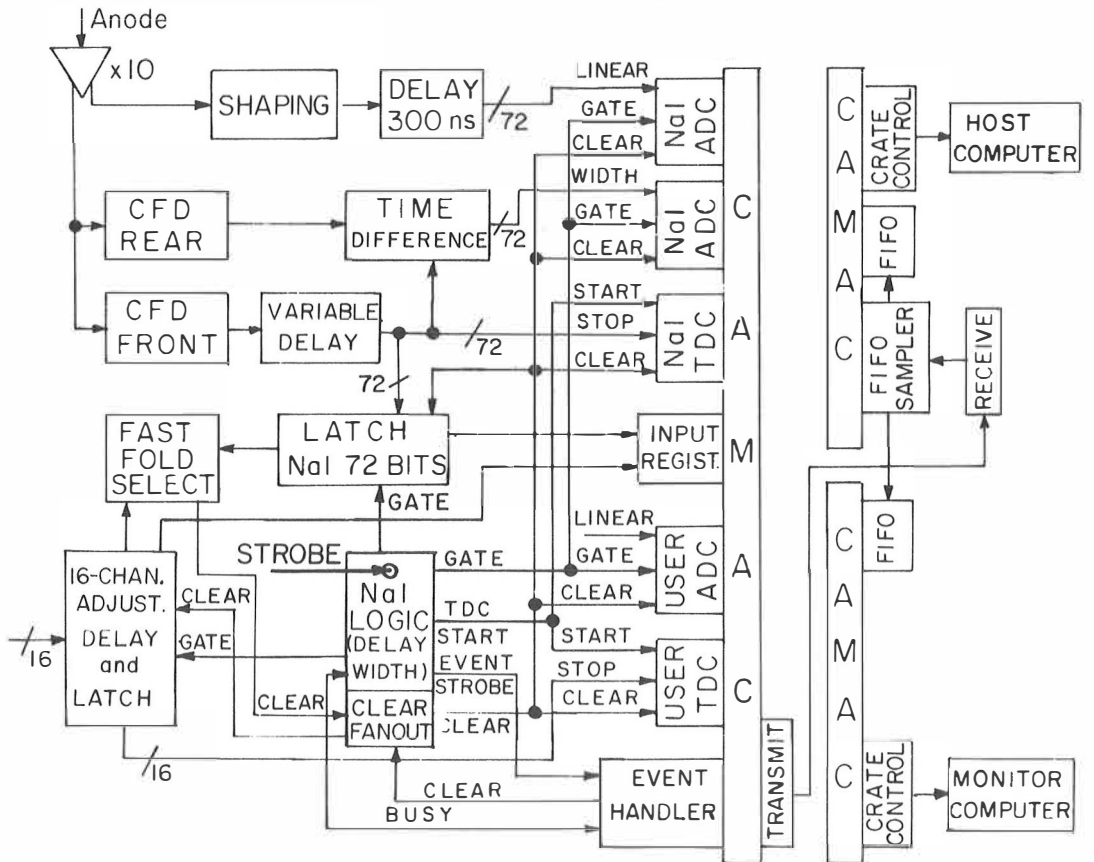 Anode
x10
SHAPING
DELAY
300 ns
72
LINEAR
GATE
CLEAR
NaI
ADC
CFD
REAR
TIME
DIFFERENCE
72
WIDTH
GATE
CLEAR
NaI
ADC
CFD
FRONT
VARIABLE
DELAY
72
72
START
STOP
CLEAR
NaI
TDC
FAST
FOLD
SELECT
LATCH
NaI 72 BITS
INPUT
REGIST.
GATE
STROBE
NaI
LOGIC
(DELAY
WIDTH)
CLEAR
FANOUT
GATE
TDC
START
EVENT
STROBE
CLEAR
LINEAR
GATE
CLEAR
USER
ADC
START
STOP
CLEAR
USER
TDC
16-CHAN.
ADJUST.
DELAY
and
LATCH
16
CLEAR
GATE
CLEAR
16
CLEAR
BUSY
EVENT
HANDLER
CAMAC
TRANSMIT
CAMAC
CRATE
CONTROL
HOST
COMPUTER
FIFO
FIFO
SAMPLER
RECEIVE
FIFO
CAMAC
CRATE
CONTROL
MONITOR
COMPUTER